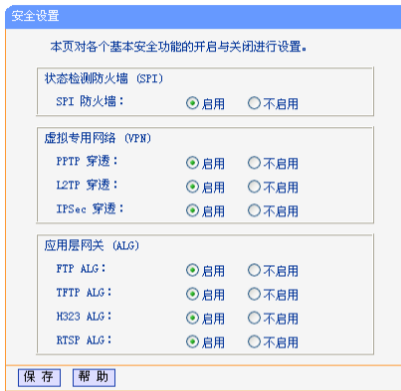 安全设置
本页对各个基本安全功能的开启与关闭进行设置。
状态检测防火墙 (SPI)
SPI 防火墙： 启用 不启用
虚拟专用网络 (VPN)
PPTP 穿透： 启用 不启用
L2TP 穿透： 启用 不启用
IPSec 穿透： 启用 不启用
应用层网关 (ALG)
FTP ALG： 启用 不启用
TFTP ALG： 启用 不启用
H323 ALG： 启用 不启用
RTSP ALG： 启用 不启用
保 存 帮 助